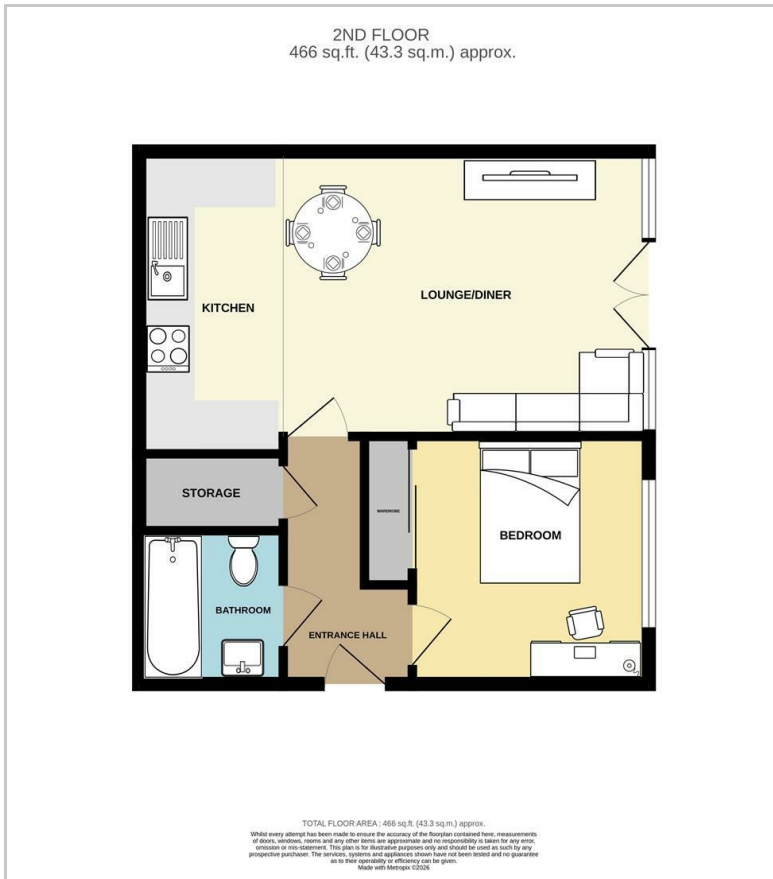 2ND FLOOR
466 sq.ft. (43.3 sq.m.) approx.
KITCHEN
LOUNGE/DINER
STORAGE
WARDROBE
BEDROOM
BATHROOM
ENTRANCE HALL
TOTAL FLOOR AREA : 466 sq.ft. (43.3 sq.m.) approx.
Whilst every attempt has been made to ensure the accuracy of the floorplan contained here, measurements
of doors, windows, rooms and any other items are approximate and no responsibility is taken for any error,
omission or mis-statement. This plan is for illustrative purposes only and should be used as such by any
prospective purchaser. The services, systems and appliances shown have not been tested and no guarantee
as to their operability or efficiency can be given.
Made with Metropix ©2026